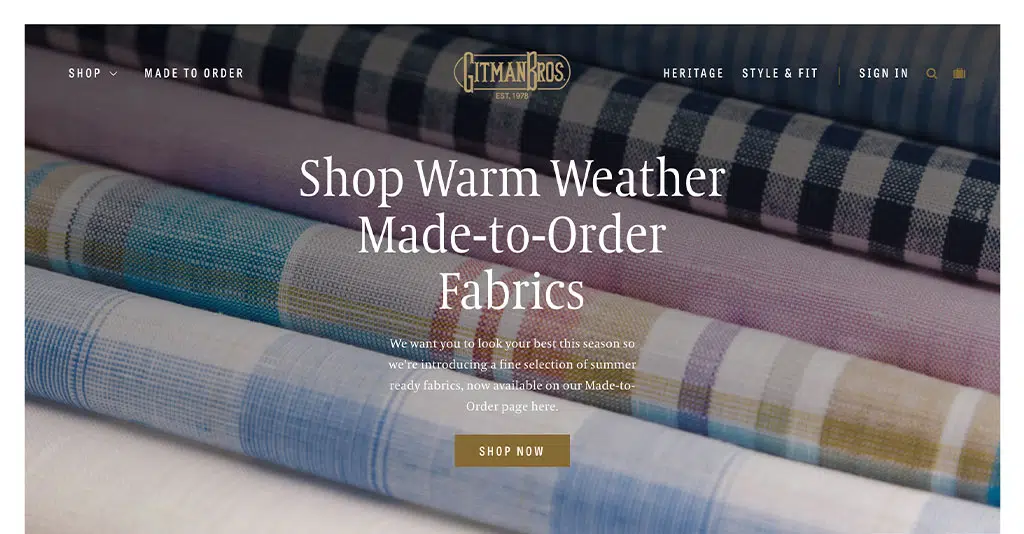 SHOP
MADE TO ORDER
GITMAN BROS.
EST. 1978
HERITAGE
STYLE & FIT
SIGN IN
Shop Warm Weather
Made-to-Order
Fabrics
We want you to look your best this season so
we're introducing a fine selection of summer
ready fabrics, now available on our Made-to-
Order page here.
SHOP NOW